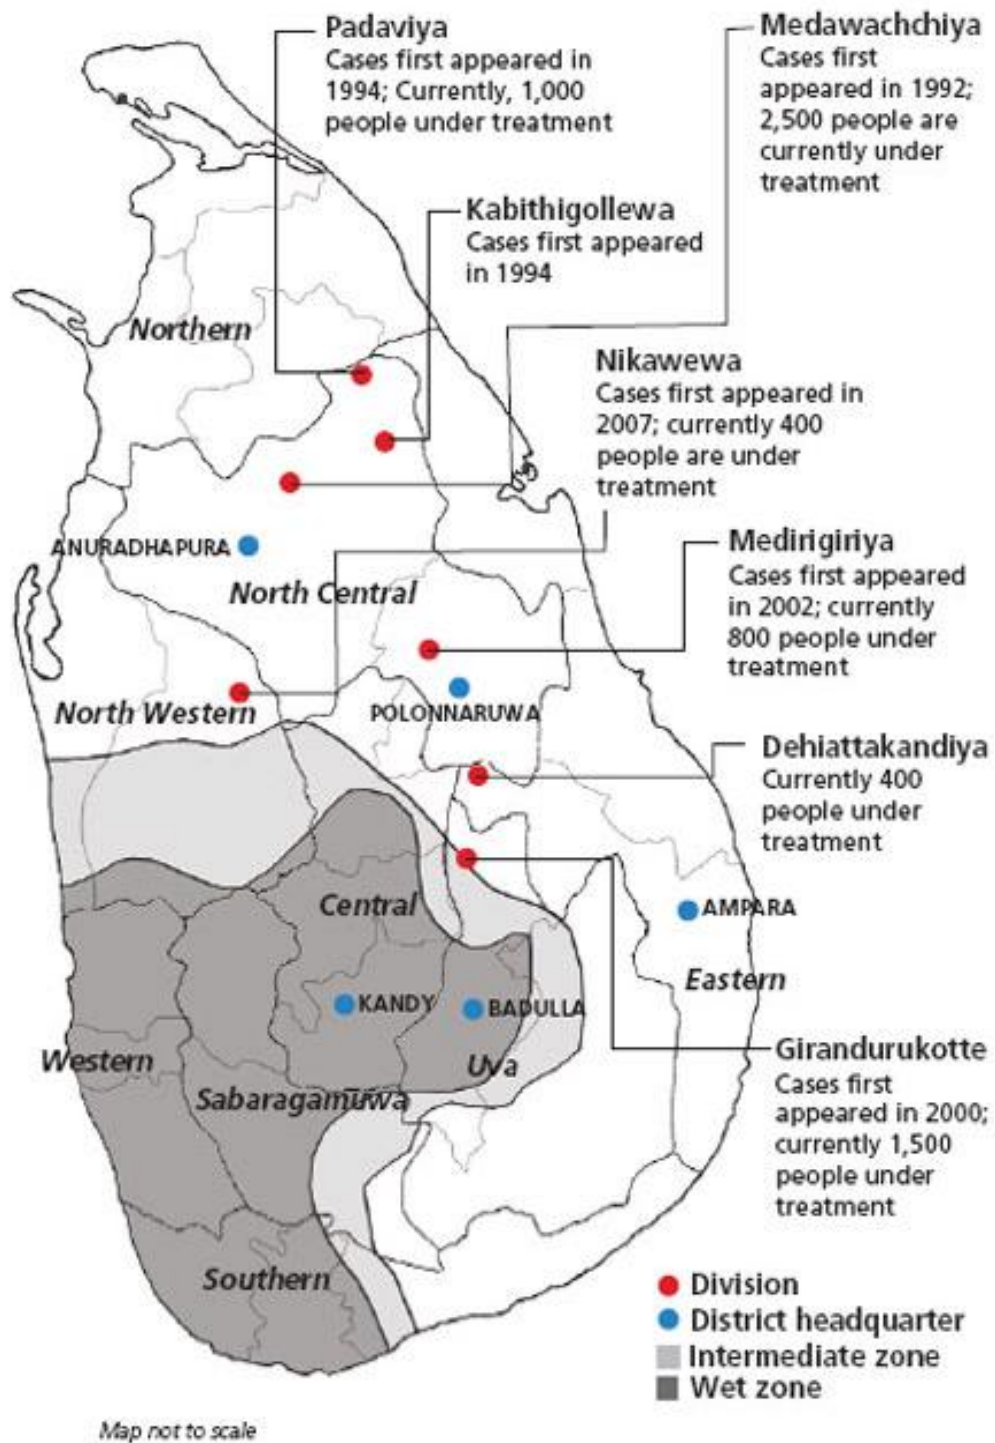 Padaviya
Cases first appeared in
1994; Currently, 1,000
people under treatment
Medawachchiya
Cases first
appeared in 1992;
2,500 people are
currently under
treatment
Kabithigollewa
Cases first appeared
in 1994
Northern
Nikawewa
Cases first appeared in
2007; currently 400
people are under
treatment
ANURADHAPURA
North Central
Medirigiriya
Cases first appeared
in 2002; currently
800 people under
treatment
North Western
POLONNARUWA
Dehiattakandiya
Currently 400
people under
treatment
Central
AMPARA
Eastern
KANDY
BADULLA
Western
Uva
Sabaragamuwa
Girandurukotte
Cases first
appeared in 2000;
currently 1,500
people under
treatment
Southern
Division
District headquarter
Intermediate zone
Wet zone
Map not to scale